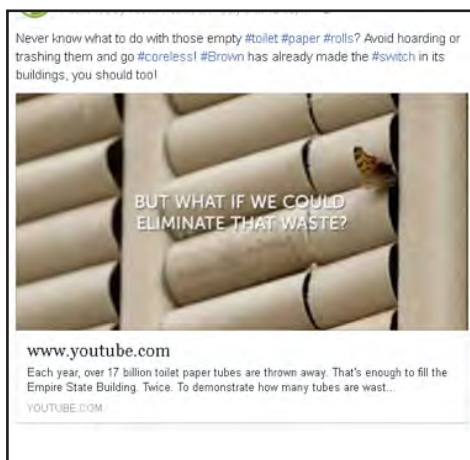 Never know what to do with those empty #toilet #paper #rolls? Avoid hoarding or
trashing them and go #coreless! #Brown has already made the #switch in its
buildings, you should too!
BUT WHAT IF WE COULD
ELIMINATE THAT WASTE?
www.youtube.com
Each year, over 17 billion toilet paper tubes are thrown away. That's enough to fill the
Empire State Building. Twice. To demonstrate how many tubes are wast...
YOUTUBE.COM